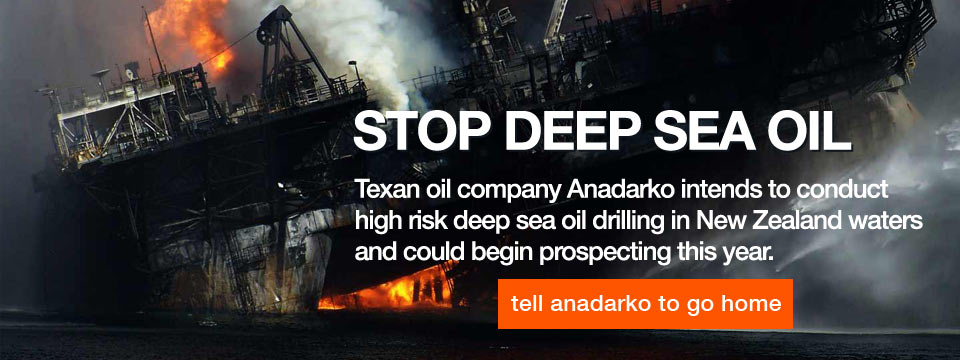 STOP DEEP SEA OIL
Texan oil company Anadarko intends to conduct
high risk deep sea oil drilling in New Zealand waters
and could begin prospecting this year.
tell anadarko to go home